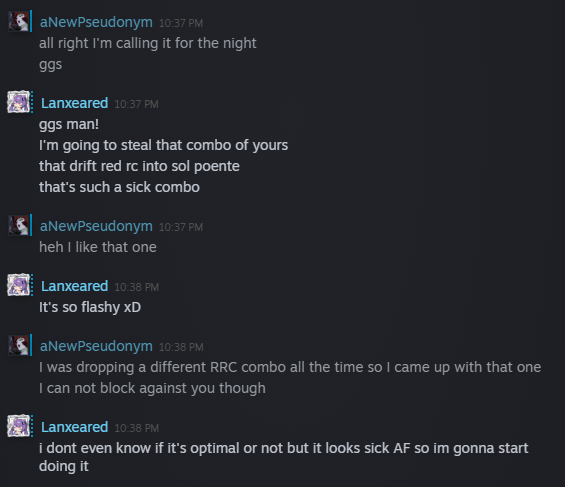 aNewPseudonym 10:37 PM
all right I'm calling it for the night
ggs
Lanxeared 10:37 PM
ggs man!
I'm going to steal that combo of yours
that drift red rc into sol poente
that's such a sick combo
aNewPseudonym 10:37 PM
heh I like that one
Lanxeared 10:38 PM
It's so flashy xD
aNewPseudonym 10:38 PM
I was dropping a different RRC combo all the time so I came up with that one
I can not block against you though
Lanxeared 10:38 PM
i dont even know if it's optimal or not but it looks sick AF so im gonna start
doing it